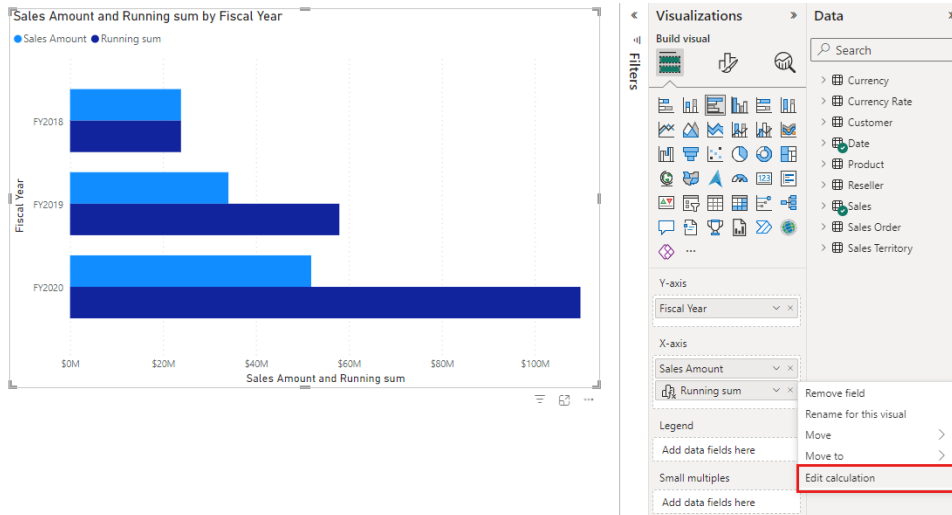 Sales Amount and Running sum by Fiscal Year
Sales Amount Running sum
FY2018
FY2019
FY2020
Fiscal Year
$0M $20M $40M $60M $80M $100M
Sales Amount and Running sum
Filters
Visualizations
Build visual
123
Y-axis
Fiscal Year
X-axis
Sales Amount
Running sum
Legend
Add data fields here
Small multiples
Add data fields here
Data
Search
Currency
Currency Rate
Customer
Date
Product
Reseller
Sales
Sales Order
Sales Territory
Remove field
Rename for this visual
Move
Move to
Edit calculation